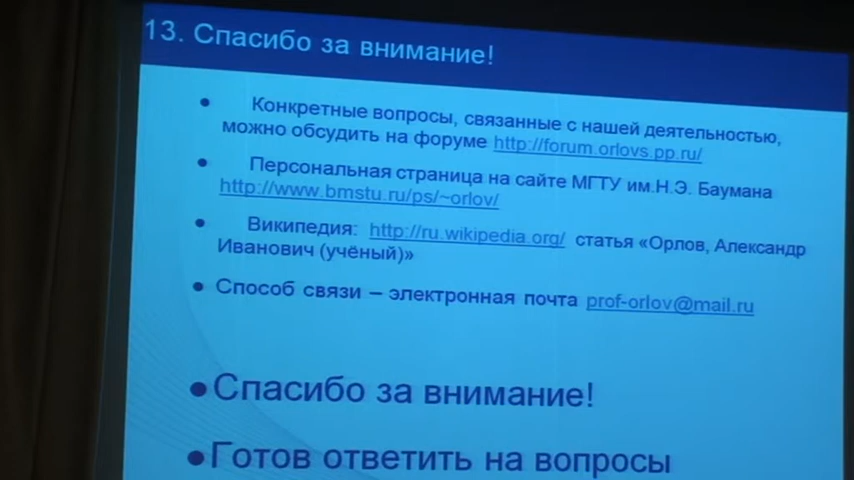 13. Спасибо за внимание!
Конкретные вопросы, связанные с нашей деятельностью,
можно обсудить на форуме http://forum.orlovs.pp.ru/
Персональная страница на сайте МГТУ им.Н.Э. Баумана
http://www.bmstu.ru/ps/~orlov/
Википедия: http://ru.wikipedia.org/ статья «Орлов, Александр
Иванович (учёный)»
Способ связи – электронная почта prof-orlov@mail.ru
Спасибо за внимание!
Готов ответить на вопросы